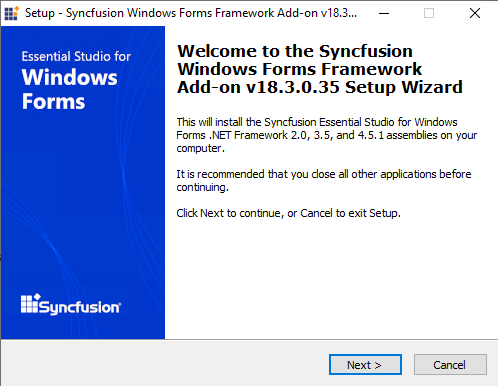 Setup - Syncfusion Windows Forms Framework Add-on v18.3...
Essential Studio for
Windows
Forms
Welcome to the Syncfusion
Windows Forms Framework
Add-on v18.3.0.35 Setup Wizard
This will install the Syncfusion Essential Studio for Windows
Forms .NET Framework 2.0, 3.5, and 4.5.1 assemblies on your
computer.
It is recommended that you close all other applications before
continuing.
Click Next to continue, or Cancel to exit Setup.
Syncfusion®
Next >
Cancel